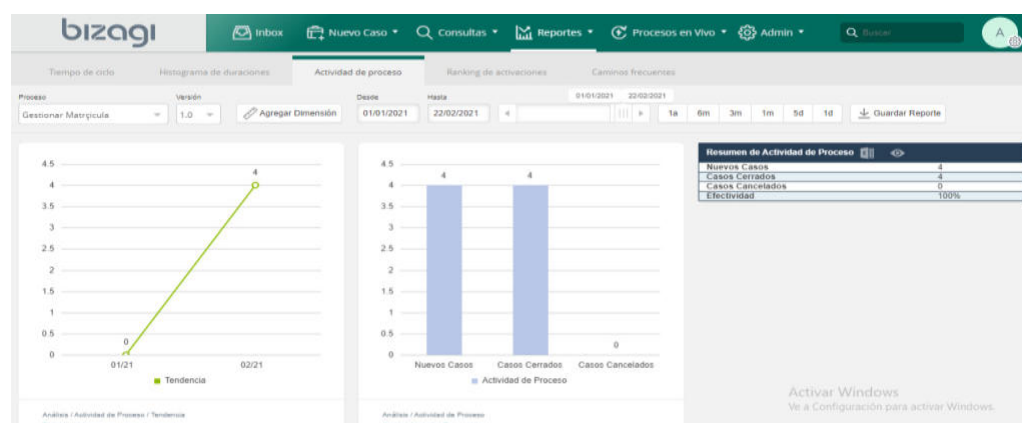 bizagi Inbox Nuevo Caso Consultas Reportes Procesos en Vivo Admin Buscar A
Tiempo de ciclo Histograma de duraciones Actividad de proceso Ranking de activaciones Caminos frecuentes
Proceso Versión Desde Hasta 01/01/2021 22/02/2021
Gestionar Matrýicula 1.0 Agregar Dimensión 01/01/2021 22/02/2021 1a 6m 3m 1m 5d 1d Guardar Reporte
4.5
4
3.5
3
2.5
2
1.5
1
0.5
0
4
0
01/21 02/21
Tendencia
Análisis / Actividad de Proceso / Tendencia
4.5
4
3.5
3
2.5
2
1.5
1
0.5
0
4 4 0
Nuevos Casos Casos Cerrados Casos Cancelados
Actividad de Proceso
Análisis / Actividad de Proceso
Resumen de Actividad de Proceso
Nuevos Casos 4
Casos Cerrados 4
Casos Cancelados 0
Efectividad 100%
Activar Windows
Ve a Configuración para activar Windows.